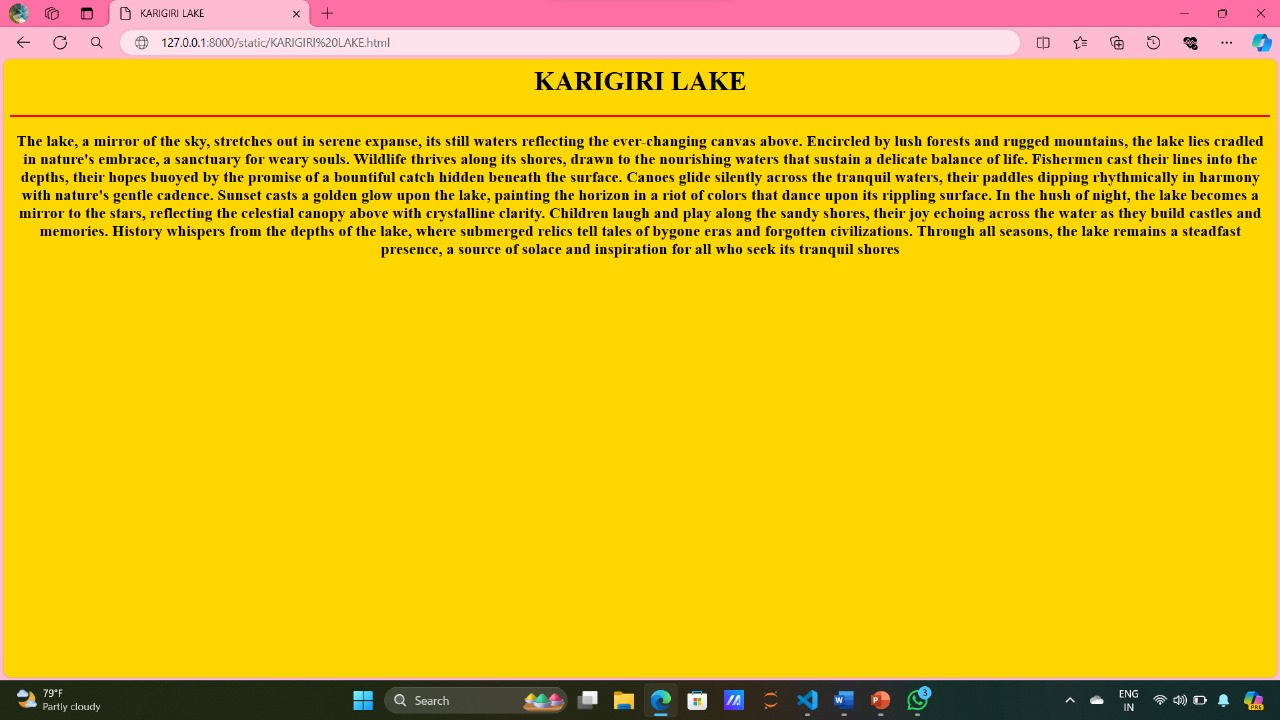 KARIGIRI LAKE
127.0.0.1:8000/static/KARIGIRI%20LAKE.html
KARIGIRI LAKE
The lake, a mirror of the sky, stretches out in serene expanse, its still waters reflecting the ever-changing canvas above. Encircled by lush forests and rugged mountains, the lake lies cradled
in nature's embrace, a sanctuary for weary souls. Wildlife thrives along its shores, drawn to the nourishing waters that sustain a delicate balance of life. Fishermen cast their lines into the
depths, their hopes buoyed by the promise of a bountiful catch hidden beneath the surface. Canoes glide silently across the tranquil waters, their paddles dipping rhythmically in harmony
with nature's gentle cadence. Sunset casts a golden glow upon the lake, painting the horizon in a riot of colors that dance upon its rippling surface. In the hush of night, the lake becomes a
mirror to the stars, reflecting the celestial canopy above with crystalline clarity. Children laugh and play along the sandy shores, their joy echoing across the water as they build castles and
memories. History whispers from the depths of the lake, where submerged relics tell tales of bygone eras and forgotten civilizations. Through all seasons, the lake remains a steadfast
presence, a source of solace and inspiration for all who seek its tranquil shores
79°F
Partly cloudy
Search
3
ENG
IN
PRE